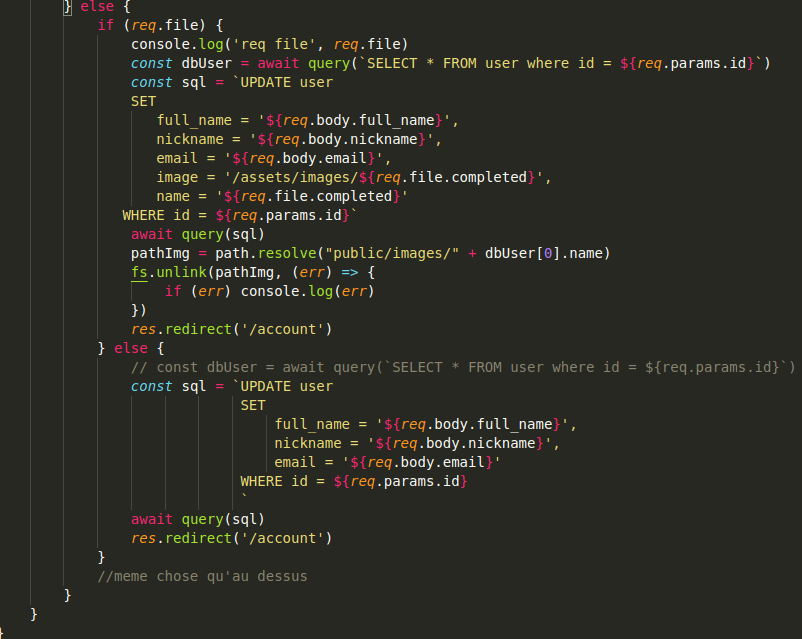 } else {
if (req.file) {
console.log('req file', req.file)
const dbUser = await query(`SELECT * FROM user where id = ${req.params.id}`)
const sql = `UPDATE user
SET
full_name = '${req.body.full_name}',
nickname = '${req.body.nickname}',
email = '${req.body.email}',
image = '/assets/images/${req.file.completed}',
name = '${req.file.completed}'
WHERE id = ${req.params.id}`
await query(sql)
pathImg = path.resolve("public/images/" + dbUser[0].name)
fs.unlink(pathImg, (err) => {
if (err) console.log(err)
})
res.redirect('/account')
} else {
// const dbUser = await query(`SELECT * FROM user where id = ${req.params.id}`)
const sql = `UPDATE user
SET
full_name = '${req.body.full_name}',
nickname = '${req.body.nickname}',
email = '${req.body.email}'
WHERE id = ${req.params.id}
`
await query(sql)
res.redirect('/account')
}
//meme chose qu'au dessus
}
}
}